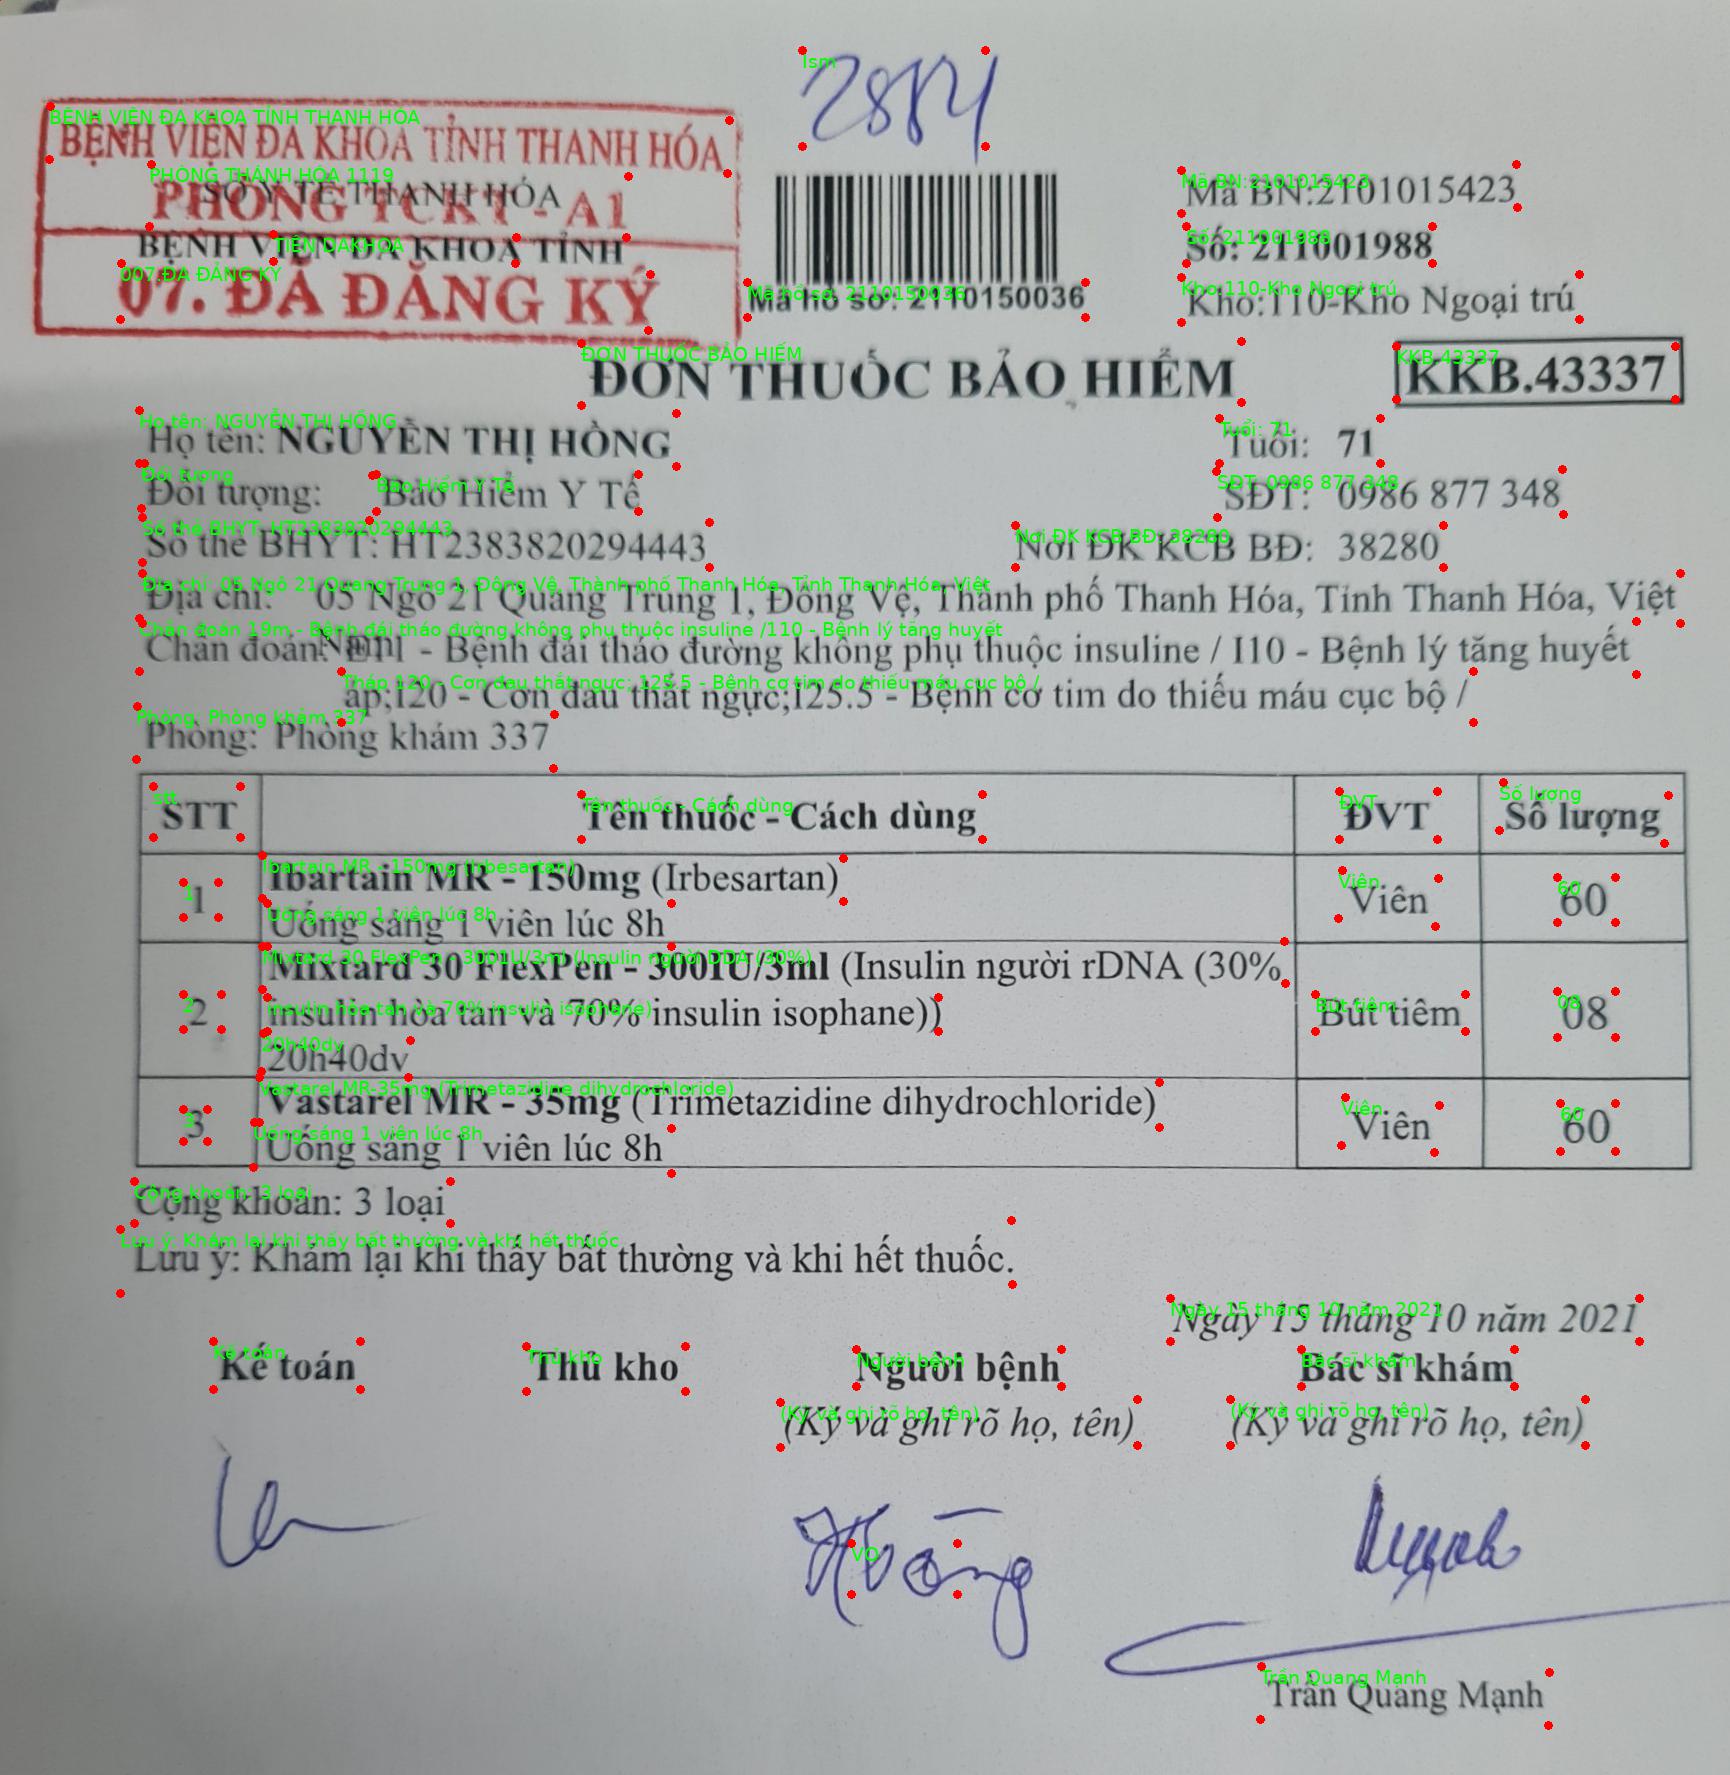 2884
BỆNH VIỆN ĐA KHOA TỈNH THANH HÓA
SỞ Y TẾ THANH HÓA
PHÒNG TCKT - A1
BỆNH VIỆN ĐA KHOA TỈNH
07. ĐÃ ĐĂNG KÝ
Mã BN:2101015423
Số: 211001988
Mã hồ sơ: 2110150036
Kho:110-Kho Ngoại trú
ĐƠN THUỐC BẢO HIỂM
KKB.43337
Họ tên: NGUYỄN THỊ HỒNG Tuổi: 71
Đối tượng: Bảo Hiểm Y Tế SĐT: 0986 877 348
Số thẻ BHYT: HT2383820294443 Nơi ĐK KCB BĐ: 38280
Địa chỉ: 05 Ngõ 21 Quang Trung 1, Đông Vệ, Thành phố Thanh Hóa, Tỉnh Thanh Hóa, Việt
Nam
Chẩn đoán: E11 - Bệnh đái tháo đường không phụ thuộc insuline / I10 - Bệnh lý tăng huyết
áp;I20 - Cơn đau thắt ngực;I25.5 - Bệnh cơ tim do thiếu máu cục bộ /
Phòng: Phòng khám 337
STT Tên thuốc - Cách dùng ĐVT Số lượng
1 Ibartain MR - 150mg (Irbesartan) Viên 60
Uống sáng 1 viên lúc 8h
2 Mixtard 30 FlexPen - 300IU/3ml (Insulin người rDNA (30% Bút tiêm 08
insulin hòa tan và 70% insulin isophane))
20h40dv
3 Vastarel MR - 35mg (Trimetazidine dihydrochloride) Viên 60
Uống sáng 1 viên lúc 8h
Cộng khoản: 3 loại
Lưu ý: Khám lại khi thấy bất thường và khi hết thuốc.
Ngày 15 tháng 10 năm 2021
Kế toán Thủ kho Người bệnh Bác sĩ khám
(Ký và ghi rõ họ, tên) (Ký và ghi rõ họ, tên)
Hồng
Trần Quang Mạnh